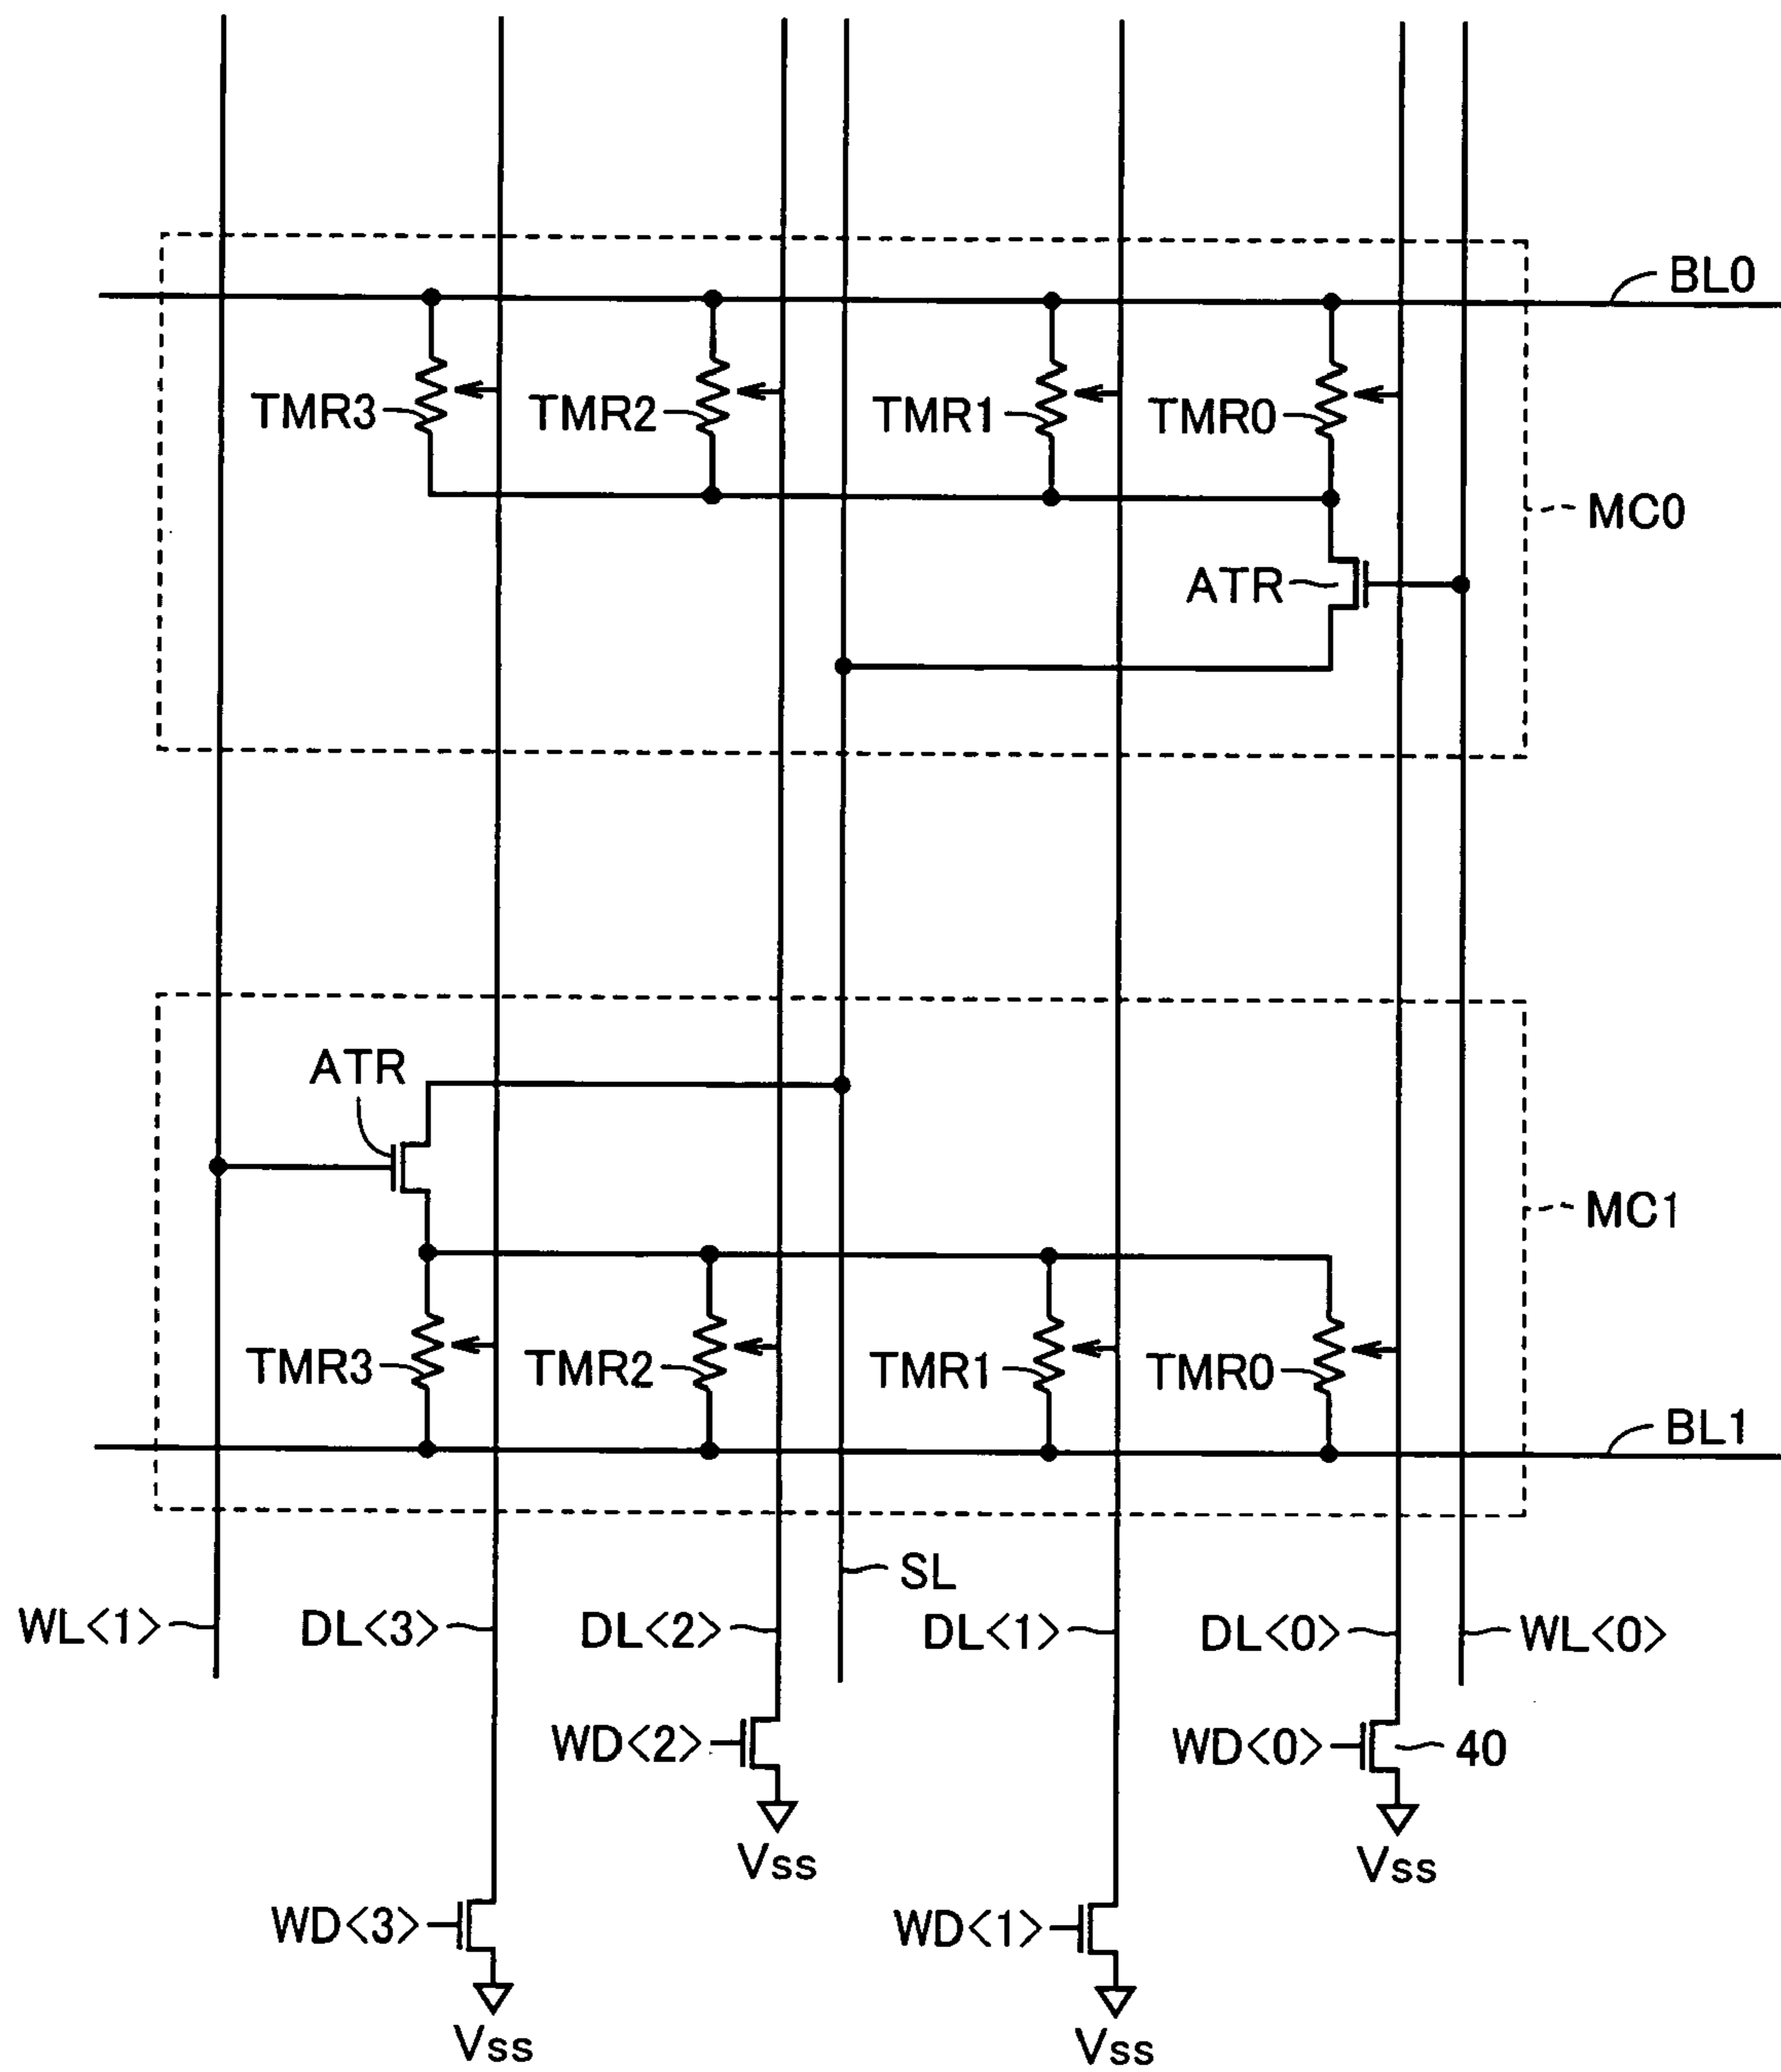 BL0
TMR3
TMR2
TMR1
TMR0
MC0
ATR
ATR
MC1
TMR3
TMR2
TMR1
TMR0
BL1
SL
WL<1>
DL<3>
DL<2>
DL<1>
DL<0>
WL<0>
WD<2>
WD<0>
40
Vss
Vss
WD<3>
WD<1>
Vss
Vss